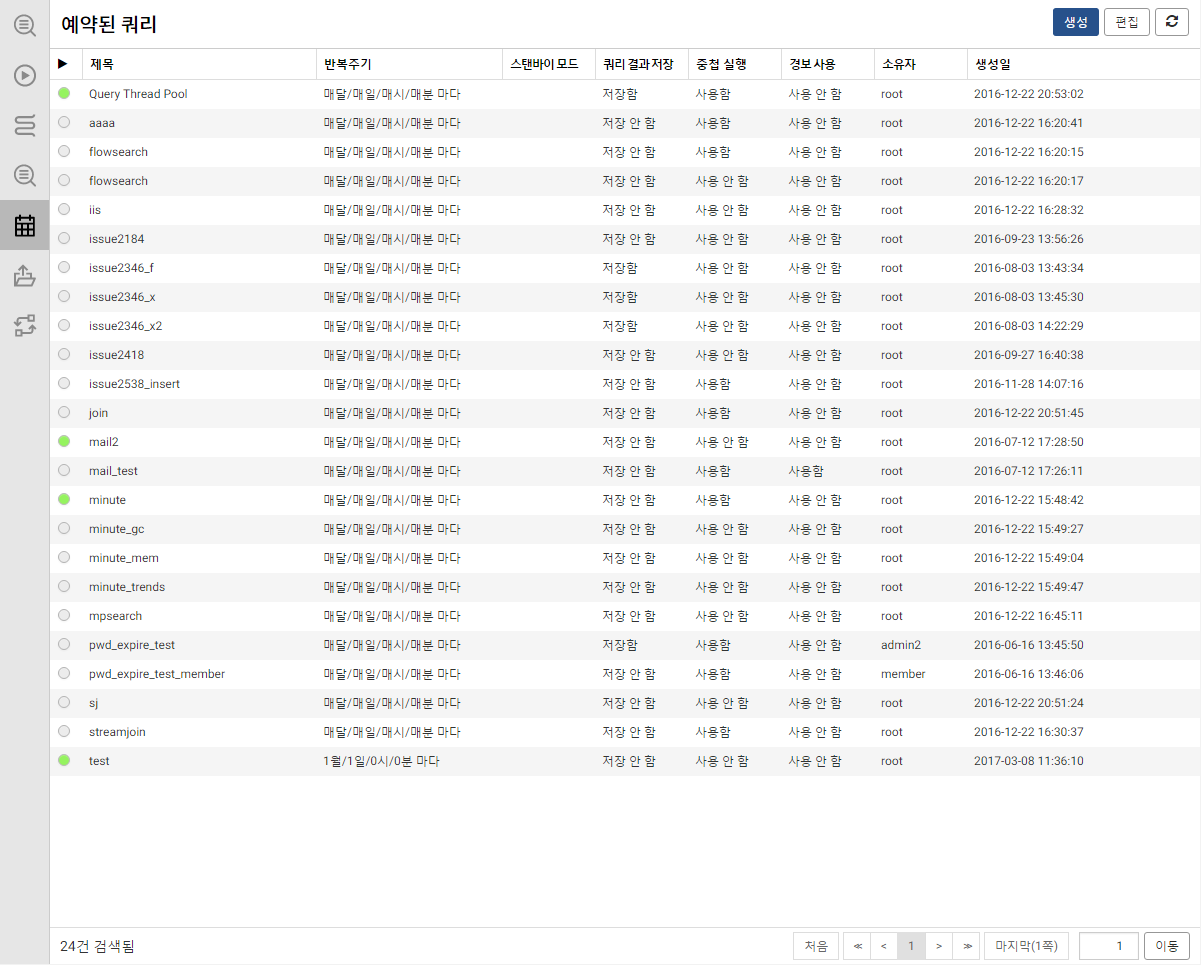 예약된 쿼리 생성 편집
제목 반복주기 스탠바이 모드 쿼리 결과 저장 중첩 실행 경보 사용 소유자 생성일
Query Thread Pool 매달/매일/매시/매분 마다 저장함 사용함 사용 안 함 root 2016-12-22 20:53:02
aaaa 매달/매일/매시/매분 마다 저장 안 함 사용함 사용 안 함 root 2016-12-22 16:20:41
flowsearch 매달/매일/매시/매분 마다 저장 안 함 사용함 사용 안 함 root 2016-12-22 16:20:15
flowsearch 매달/매일/매시/매분 마다 저장 안 함 사용 안 함 사용 안 함 root 2016-12-22 16:20:17
iis 매달/매일/매시/매분 마다 저장 안 함 사용 안 함 사용 안 함 root 2016-12-22 16:28:32
issue2184 매달/매일/매시/매분 마다 저장 안 함 사용 안 함 사용 안 함 root 2016-09-23 13:56:26
issue2346_f 매달/매일/매시/매분 마다 저장함 사용 안 함 사용 안 함 root 2016-08-03 13:43:34
issue2346_x 매달/매일/매시/매분 마다 저장함 사용 안 함 사용 안 함 root 2016-08-03 13:45:30
issue2346_x2 매달/매일/매시/매분 마다 저장함 사용 안 함 사용 안 함 root 2016-08-03 14:22:29
issue2418 매달/매일/매시/매분 마다 저장 안 함 사용 안 함 사용 안 함 root 2016-09-27 16:40:38
issue2538_insert 매달/매일/매시/매분 마다 저장 안 함 사용함 사용 안 함 root 2016-11-28 14:07:16
join 매달/매일/매시/매분 마다 저장 안 함 사용함 사용 안 함 root 2016-12-22 20:51:45
mail2 매달/매일/매시/매분 마다 저장 안 함 사용 안 함 사용 안 함 root 2016-07-12 17:28:50
mail_test 매달/매일/매시/매분 마다 저장 안 함 사용함 사용함 root 2016-07-12 17:26:11
minute 매달/매일/매시/매분 마다 저장 안 함 사용함 사용 안 함 root 2016-12-22 15:48:42
minute_gc 매달/매일/매시/매분 마다 저장 안 함 사용 안 함 사용 안 함 root 2016-12-22 15:49:27
minute_mem 매달/매일/매시/매분 마다 저장 안 함 사용 안 함 사용 안 함 root 2016-12-22 15:49:04
minute_trends 매달/매일/매시/매분 마다 저장 안 함 사용 안 함 사용 안 함 root 2016-12-22 15:49:47
mpsearch 매달/매일/매시/매분 마다 저장 안 함 사용 안 함 사용 안 함 root 2016-12-22 16:45:11
pwd_expire_test 매달/매일/매시/매분 마다 저장함 사용함 사용 안 함 admin2 2016-06-16 13:45:50
pwd_expire_test_member 매달/매일/매시/매분 마다 저장 안 함 사용함 사용 안 함 member 2016-06-16 13:46:06
sj 매달/매일/매시/매분 마다 저장 안 함 사용 안 함 사용 안 함 root 2016-12-22 20:51:24
streamjoin 매달/매일/매시/매분 마다 저장 안 함 사용함 사용 안 함 root 2016-12-22 16:30:37
test 1월/1일/0시/0분 마다 저장 안 함 사용 안 함 사용 안 함 root 2017-03-08 11:36:10
24건 검색됨 처음 ≪ < 1 > ≫ 마지막(1쪽) 1 이동